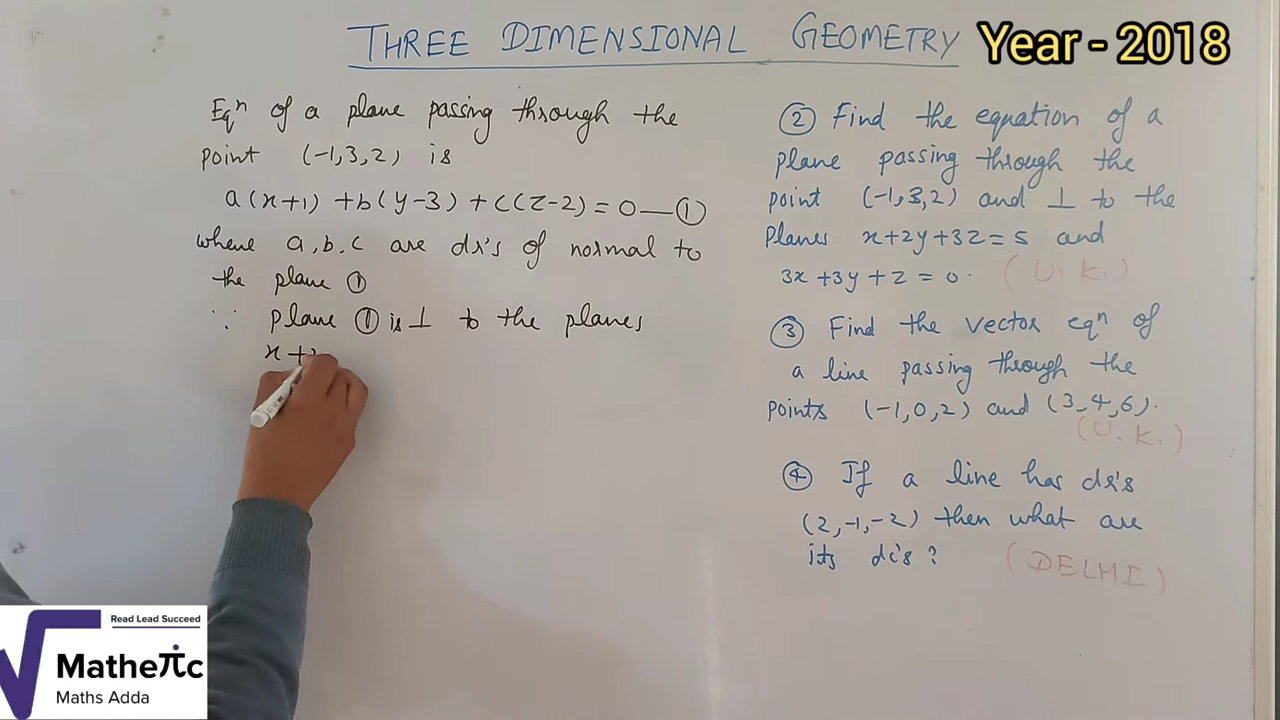 THREE DIMENSIONAL GEOMETRY Year - 2018
Eqⁿ of a plane passing through the
point (-1,3,2) is
a(x+1) +b(y-3) +c(z-2) = 0 — ①
where a, b, c are dr's of normal to
the plane ①
∵ plane ① is ⊥ to the planes
x +2
② Find the equation of a
plane passing through the
point (-1,3,2) and ⊥ to the
Planes x+2y+3z=5 and
3x+3y+z=0. (U.K.)
③ Find the vector eqⁿ of
a line passing through the
points (-1,0,2) and (3,4,6).
(U.K.)
④ If a line has dr's
(2,-1,-2) then what are
its dc's? (DELHI)
Read Lead Succeed
Matheπc
Maths Adda